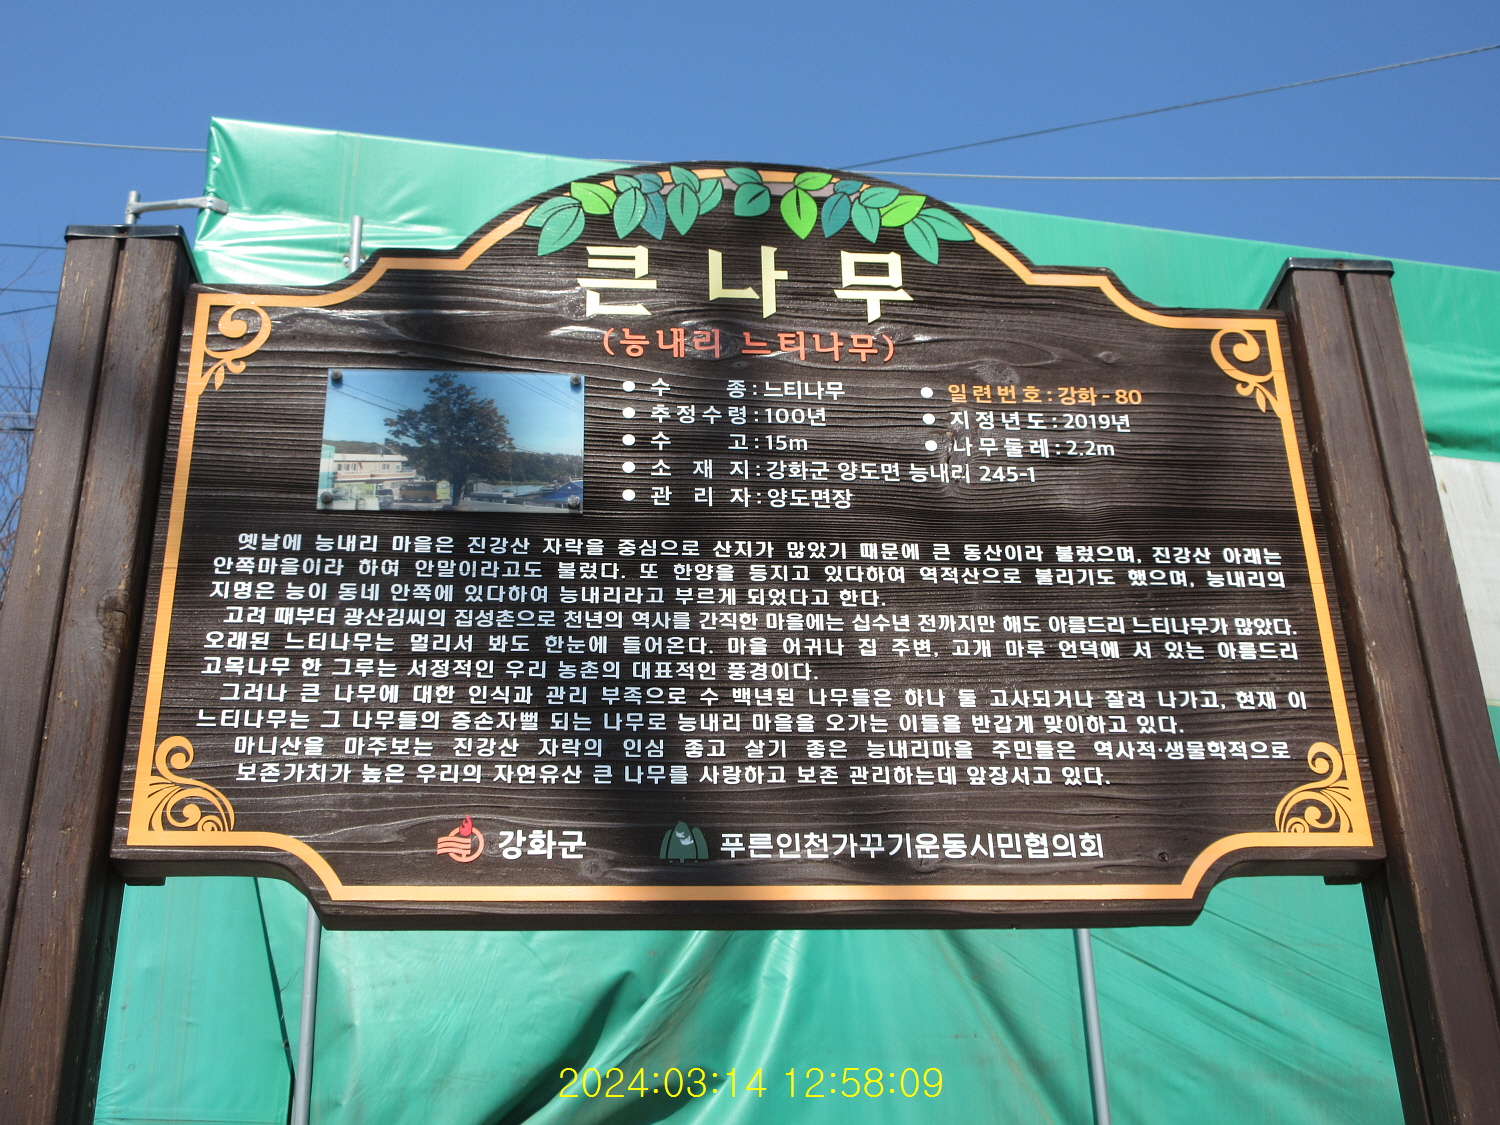 큰나무
(능내리 느티나무)
● 수 종 : 느티나무 ● 일련번호 : 강화 - 80
● 추정수령 : 100년 ● 지정년도 : 2019년
● 수 고 : 15m ● 나무둘레 : 2.2m
● 소 재 지 : 강화군 양도면 능내리 245-1
● 관 리 자 : 양도면장
옛날에 능내리 마을은 진강산 자락을 중심으로 산지가 많았기 때문에 큰 동산이라 불렀으며, 진강산 아래는
안쪽마을이라 하여 안말이라고도 불렀다. 또 한양을 등지고 있다하여 역적산으로 불리기도 했으며, 능내리의
지명은 능이 동네 안쪽에 있다하여 능내리라고 부르게 되었다고 한다.
고려 때부터 광산김씨의 집성촌으로 천년의 역사를 간직한 마을에는 십수년 전까지만 해도 아름드리 느티나무가 많았다.
오래된 느티나무는 멀리서 봐도 한눈에 들어온다. 마을 어귀나 집 주변, 고개 마루 언덕에 서 있는 아름드리
고목나무 한 그루는 서정적인 우리 농촌의 대표적인 풍경이다.
그러나 큰 나무에 대한 인식과 관리 부족으로 수 백년된 나무들은 하나 둘 고사되거나 잘려 나가고, 현재 이
느티나무는 그 나무들의 증손자뻘 되는 나무로 능내리 마을을 오가는 이들을 반갑게 맞이하고 있다.
마니산을 마주보는 진강산 자락의 인심 좋고 살기 좋은 능내리마을 주민들은 역사적·생물학적으로
보존가치가 높은 우리의 자연유산 큰 나무를 사랑하고 보존 관리하는데 앞장서고 있다.
강화군 푸른인천가꾸기운동시민협의회
2024:03:14 12:58:09